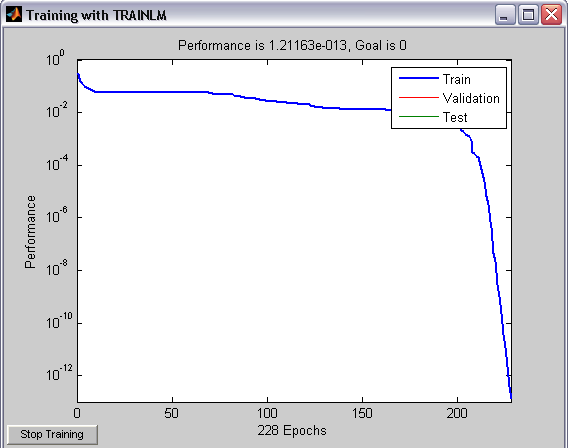 Training with TRAINLM
Performance is 1.21163e-013, Goal is 0
Train
Validation
Test
Performance
10^0
10^-2
10^-4
10^-6
10^-8
10^-10
10^-12
0 50 100 150 200
228 Epochs
Stop Training